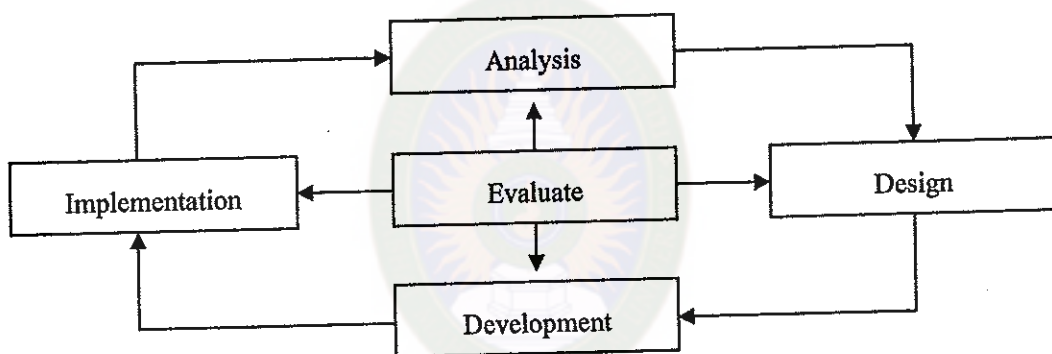 Analysis
Implementation
Evaluate
Design
Development